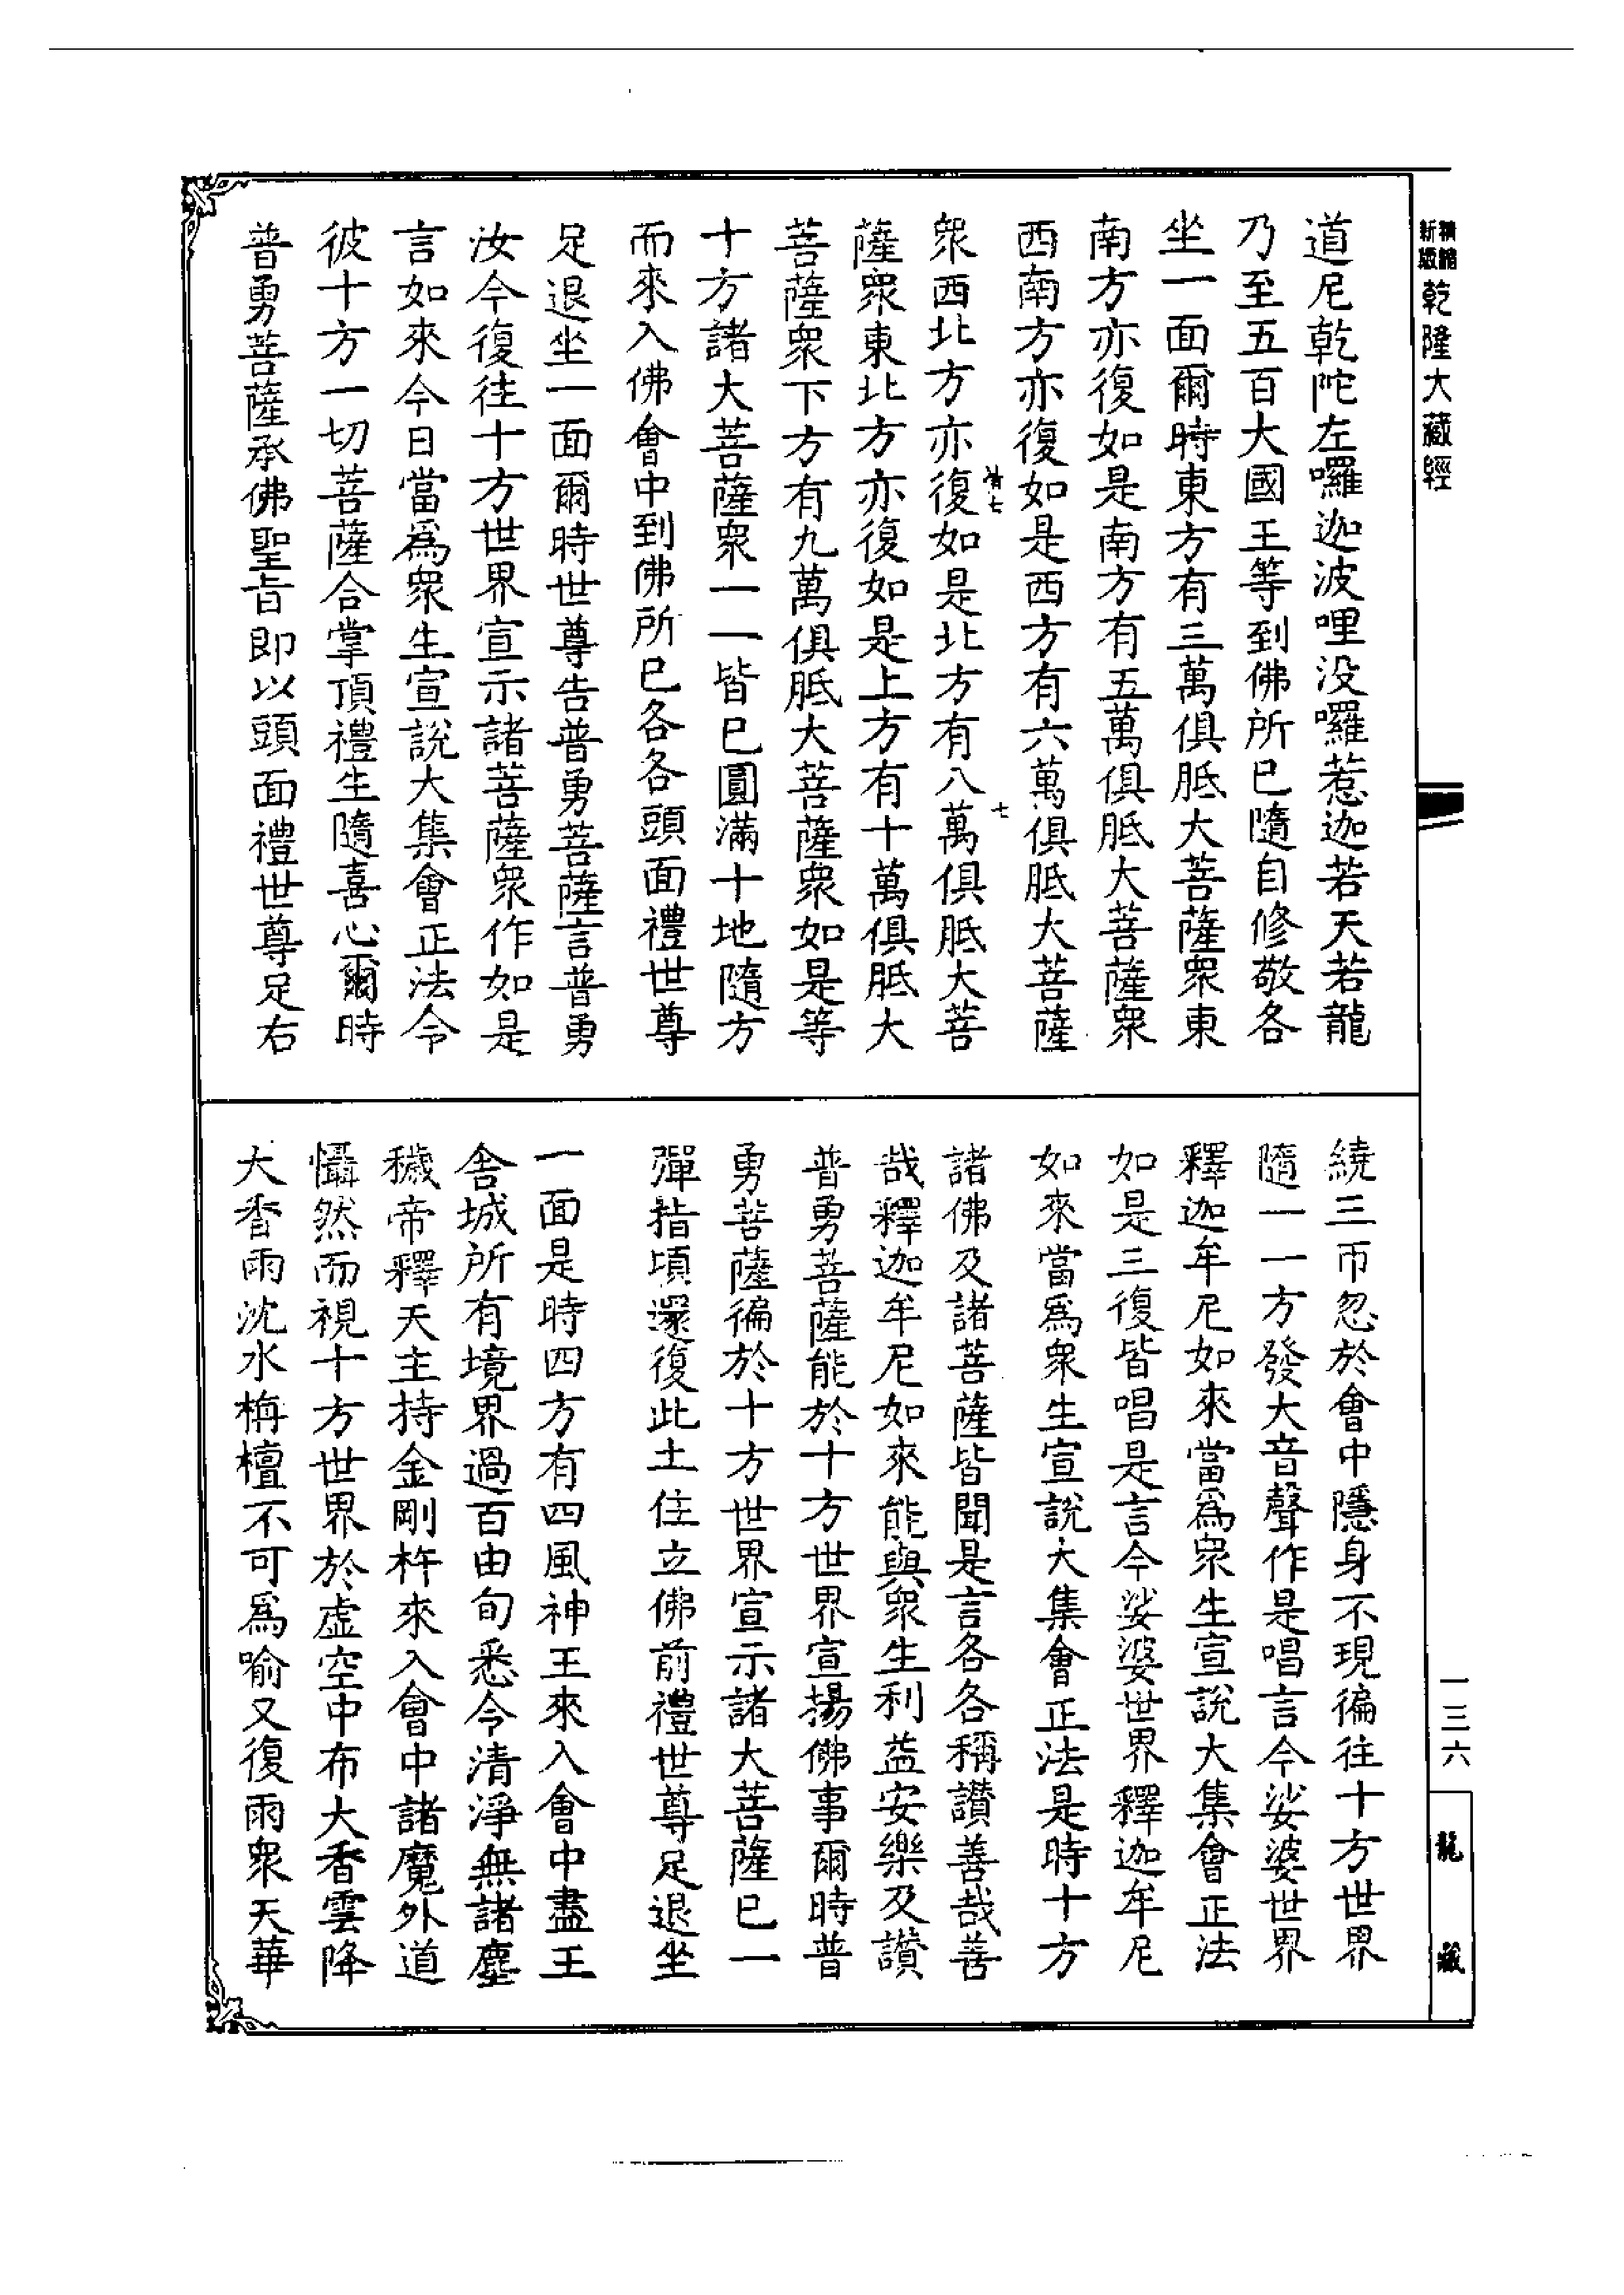 新版精縮乾隆大藏經
道尼乾陀左囉迦波哩没囉惹迦若天若龍
乃至五百大國王等到佛所已隨自修敬各
坐一面爾時東方有三萬俱胝大菩薩眾東
南方亦復如是南方有五萬俱胝大菩薩眾
西南方亦復如是西方有六萬俱胝大菩薩
眾西北方亦復如是北方有八萬俱胝大菩
薩眾東北方亦復如是上方有十萬俱胝大
菩薩眾下方有九萬俱胝大菩薩眾如是等
十方諸大菩薩眾一一皆已圓滿十地隨方
而來入佛會中到佛所已各各頭面禮世尊
足退坐一面爾時世尊告普勇菩薩言普勇
汝今復往十方世界宣示諸菩薩眾作如是
言如來今日當為眾生宣說大集會正法令
彼十方一切菩薩合掌頂禮生隨喜心爾時
普勇菩薩承佛聖旨即以頭面禮世尊足右
繞三帀忽於會中隱身不現徧往十方世界
隨一一方發大音聲作是唱言今娑婆世界
釋迦牟尼如來當為眾生宣說大集會正法
如是三復皆唱是言今娑婆世界釋迦牟尼
如來當為眾生宣說大集會正法是時十方
諸佛及諸菩薩皆聞是言各各稱讚善哉善
哉釋迦牟尼如來能與眾生利益安樂及讚
普勇菩薩能於十方世界宣揚佛事爾時普
勇菩薩徧於十方世界宣示諸大菩薩已一
彈指頃還復此土住立佛前禮世尊足退坐
一面是時四方有四風神王來入會中盡王
舍城所有境界過百由旬悉令清淨無諸塵
穢帝釋天主持金剛杵來入會中諸魔外道
懾然而視十方世界於虛空中布大香雲降
大香雨沈水栴檀不可為喻又復雨眾天華
七
一三六
龍藏